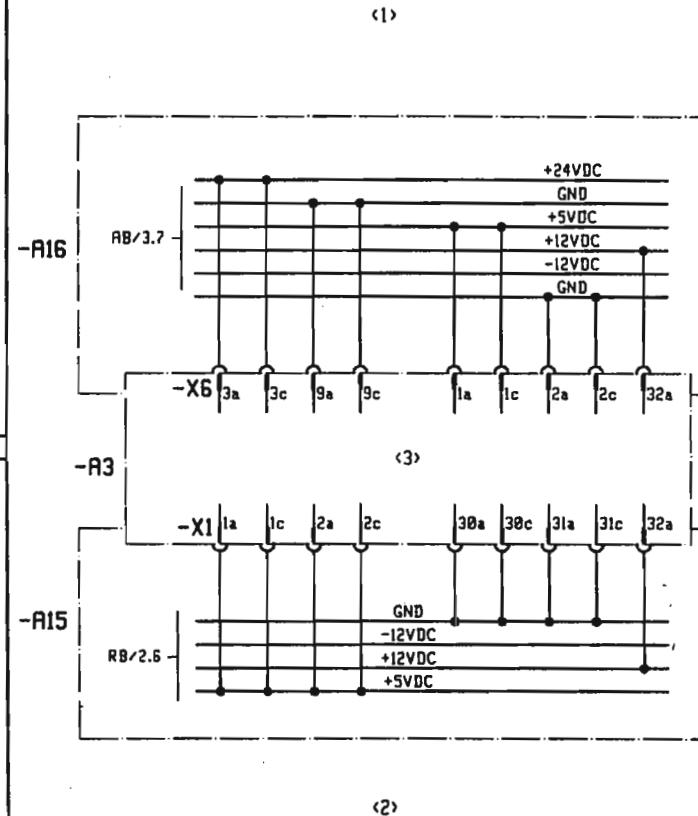 <1>
+24VDC
GND
+5VDC
-A16
AB/3.7
+12VDC
-12VDC
GND
-X6 3a 3c 9a 9c 1a 1c 2a 2c 32a
-A3
<3>
-X1 1a 1c 2a 2c 30a 30c 31a 31c 32a
-A15
GND
-12VDC
RB/2.6
+12VDC
+5VDC
<2>